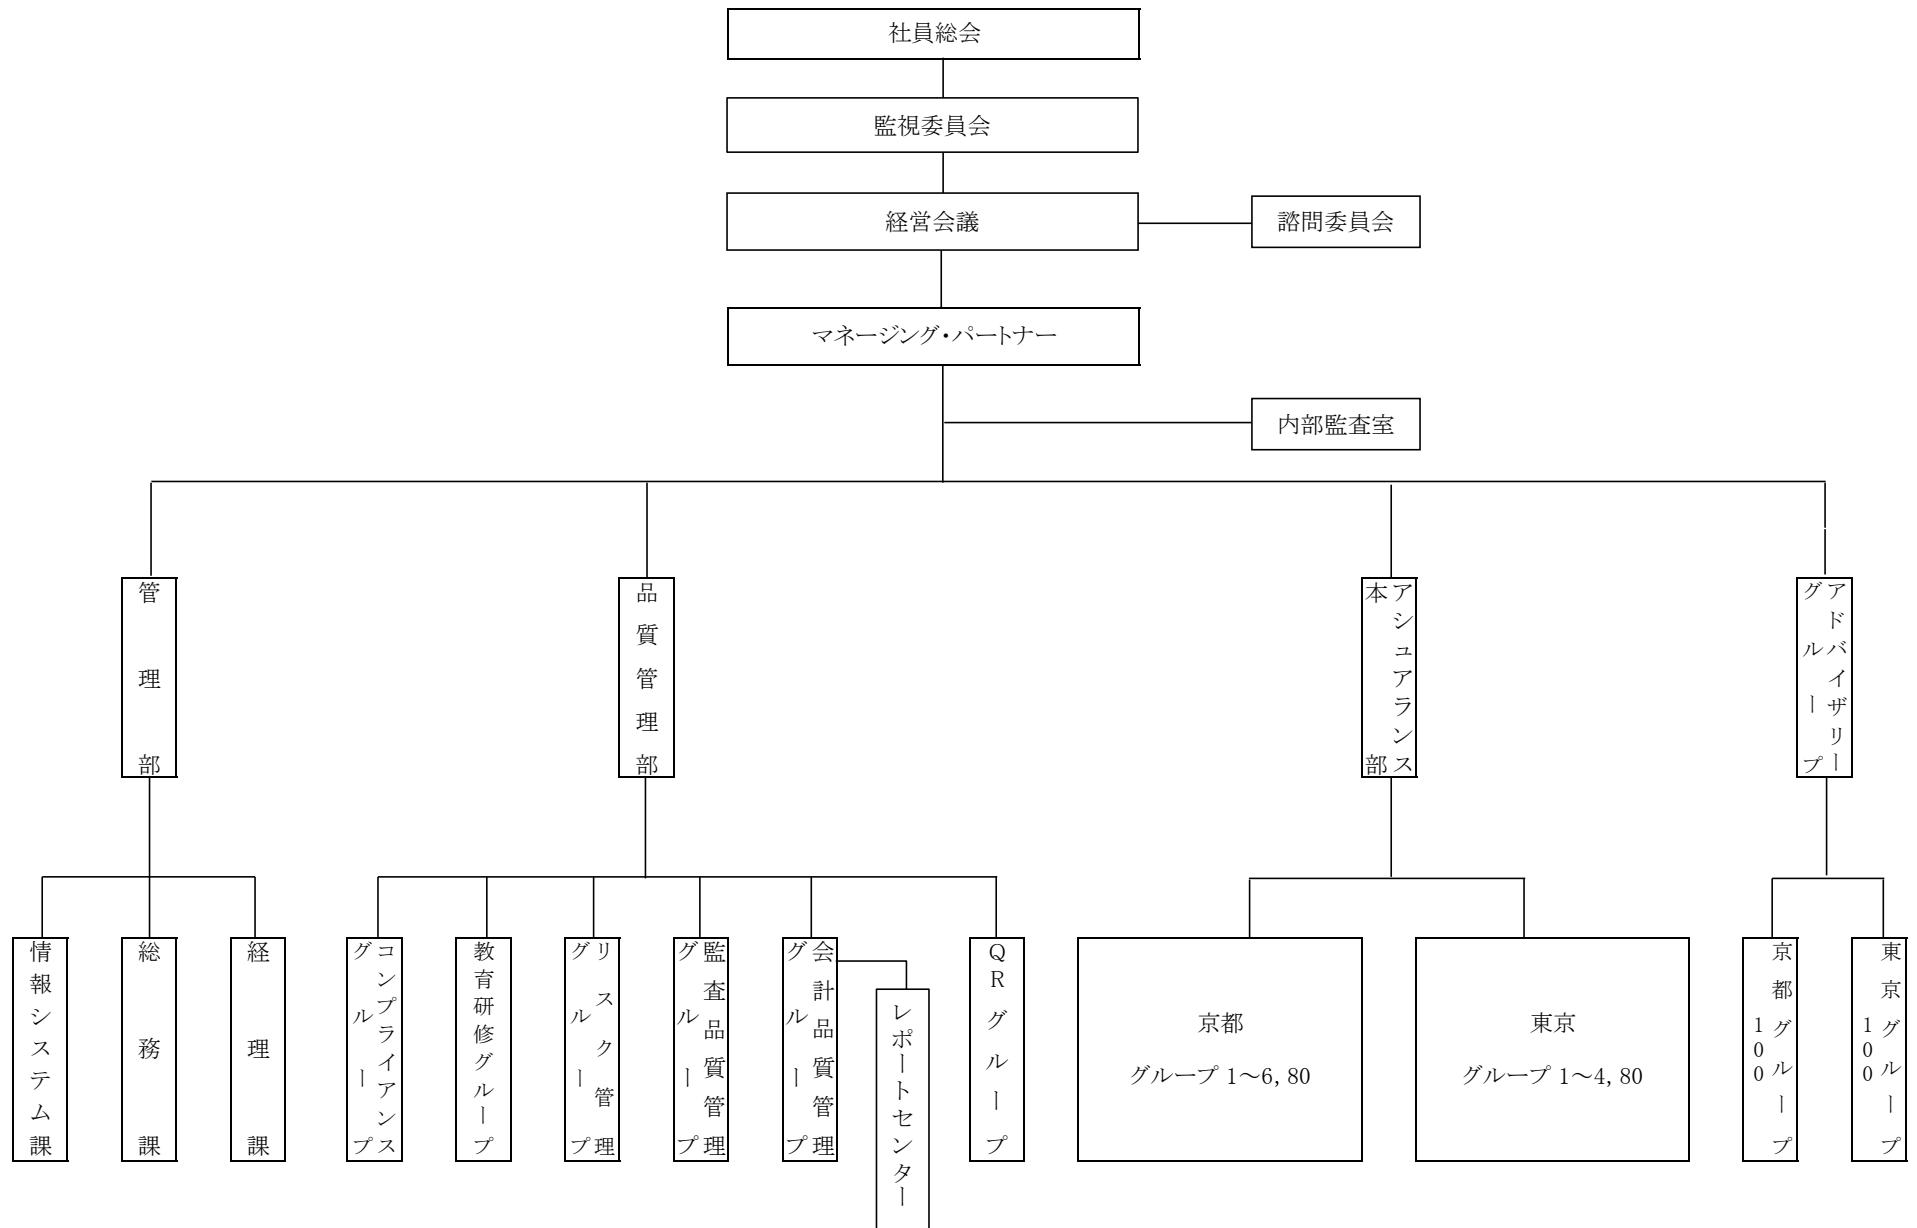 社員総会
監視委員会
経営会議
諮問委員会
マネージング・パートナー
内部監査室
管理部
品質管理部
アシュアランス
本部
アドバイザリー
グループ
情報システム課
総務課
経理課
コンプライアンス
グループ
教育研修グループ
リスク管理
グループ
監査品質管理
グループ
会計品質管理
グループ
レポートセンター
QRグループ
京都
グループ 1～6, 80
東京
グループ 1～4, 80
京都グループ
100
東京グループ
100